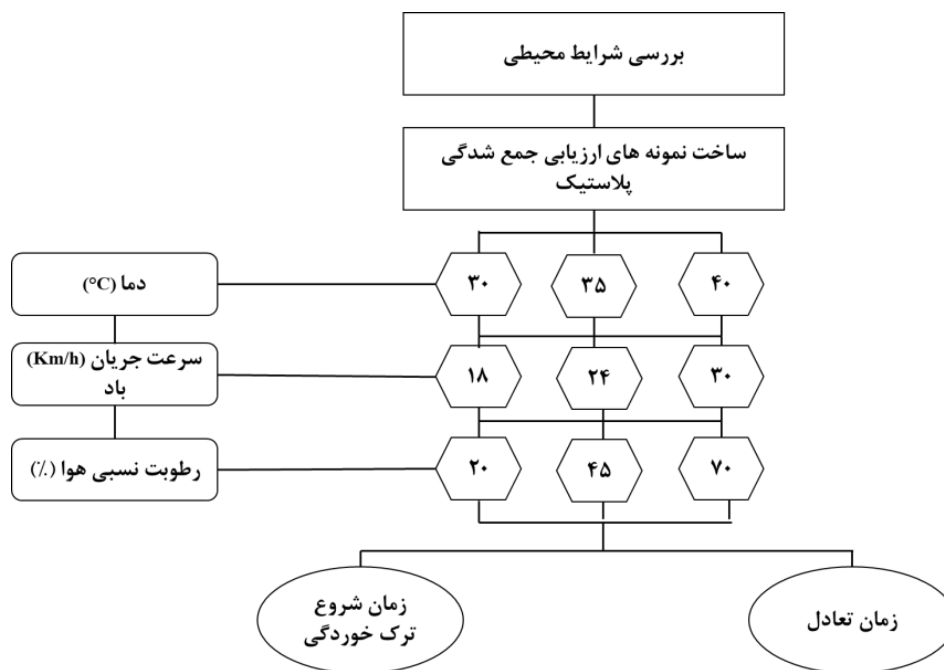 بررسی شرایط محیطی
ساخت نمونه های ارزیابی جمع شدگی
پلاستیک
۴۰
۳۵
۳۰
دما (°C)
۳۰
۲۴
۱۸
سرعت جریان (Km/h)
باد
۷۰
۴۵
۲۰
رطوبت نسبی هوا (٪)
زمان تعادل
زمان شروع
ترک خوردگی